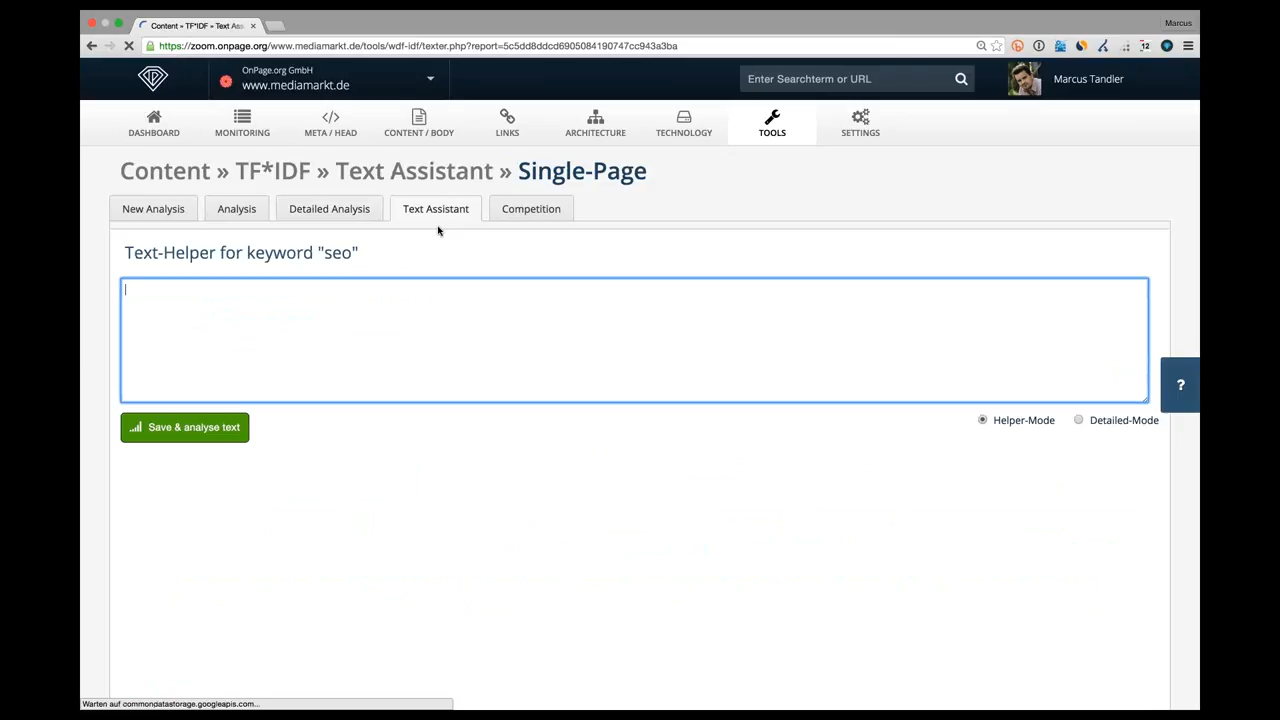 Content » TF*IDF » Text Ass
Marcus
https://zoom.onpage.org/www.mediamarkt.de/tools/wdf-idf/texter.php?report=5c5dd8ddcd6905084190747cc943a3ba
12
OnPage.org GmbH
www.mediamarkt.de
Enter Searchterm or URL
Marcus Tandler
DASHBOARD
MONITORING
META / HEAD
CONTENT / BODY
LINKS
ARCHITECTURE
TECHNOLOGY
TOOLS
SETTINGS
Content » TF*IDF » Text Assistant » Single-Page
New Analysis
Analysis
Detailed Analysis
Text Assistant
Competition
Text-Helper for keyword "seo"
?
Save & analyse text
Helper-Mode
Detailed-Mode
Warten auf commondatastorage.googleapis.com...